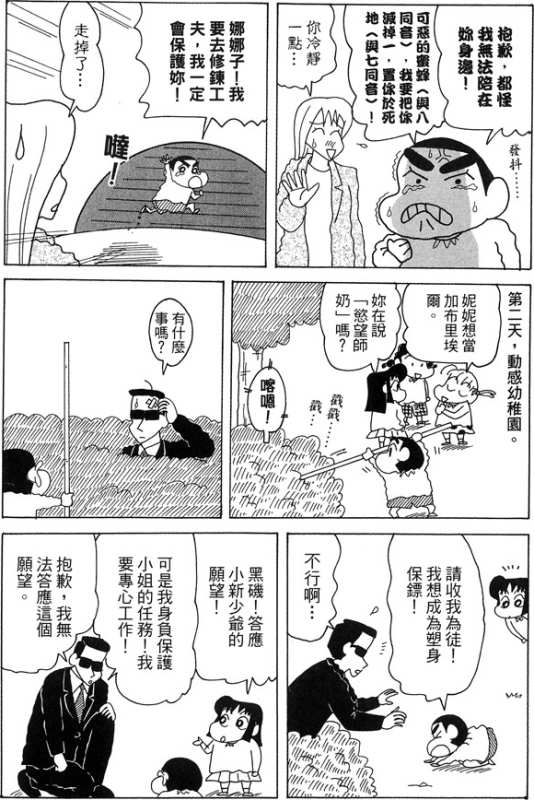 抱歉，都怪
我無法陪在
妳身邊！
發抖……
可惡的蜜蜂（與八
同音），我要把你
減掉一，置你於死
地（與七同音）！
你冷靜
一點…
娜娜子！我
要去修鍊工
夫，我一定
會保護妳！
噠！
走掉了…
第二天，動感幼稚園。
妮妮想當
加布里埃
爾。
妳在說
「慾望師
奶」嗎？
戳…
戳…
喀嗯！
有什麼
事嗎？
請收我為徒！
我想成為塑身
保鏢！
不行啊…
黑磯！答應
小新少爺的
願望！
可是我身負保護
小姐的任務！我
要專心工作！
抱歉，我無
法答應這個
願望。